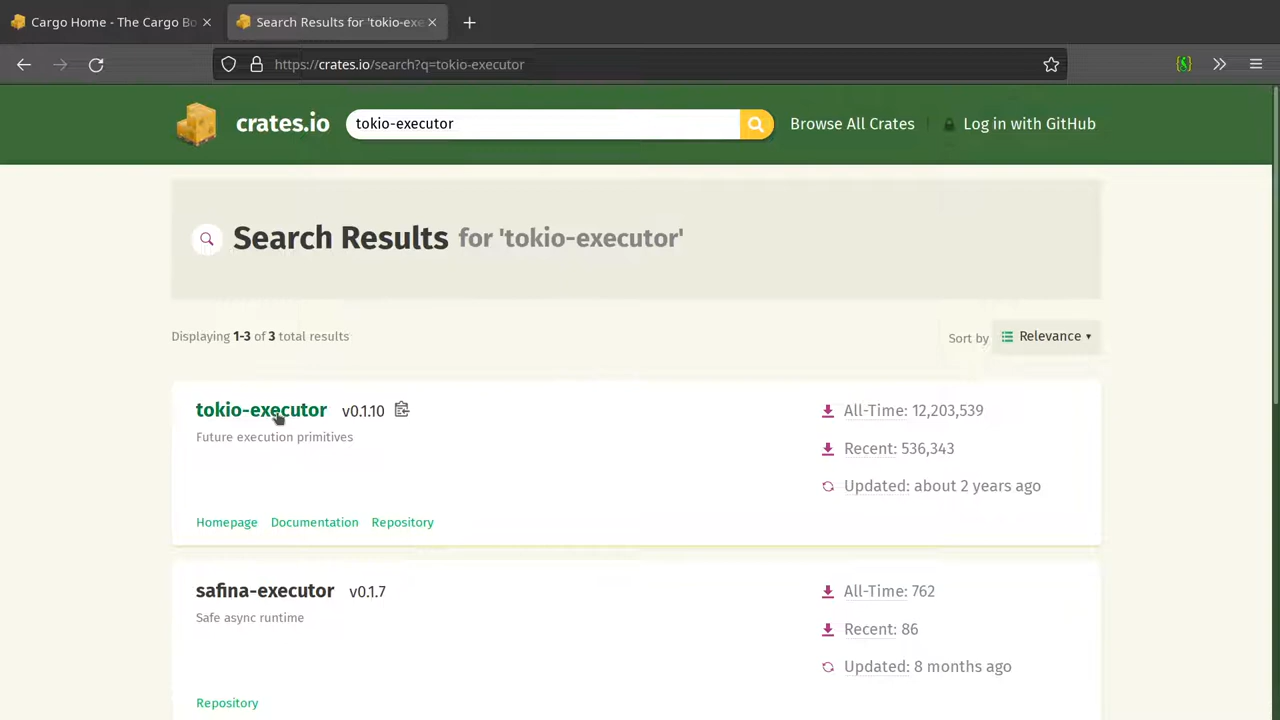 Cargo Home - The Cargo Bo
Search Results for 'tokio-exe
https://crates.io/search?q=tokio-executor
crates.io
tokio-executor
Browse All Crates
Log in with GitHub
Search Results for 'tokio-executor'
Displaying 1-3 of 3 total results
Sort by
Relevance
tokio-executor v0.1.10
All-Time: 12,203,539
Future execution primitives
Recent: 536,343
Updated: about 2 years ago
Homepage Documentation Repository
safina-executor v0.1.7
All-Time: 762
Safe async runtime
Recent: 86
Updated: 8 months ago
Repository